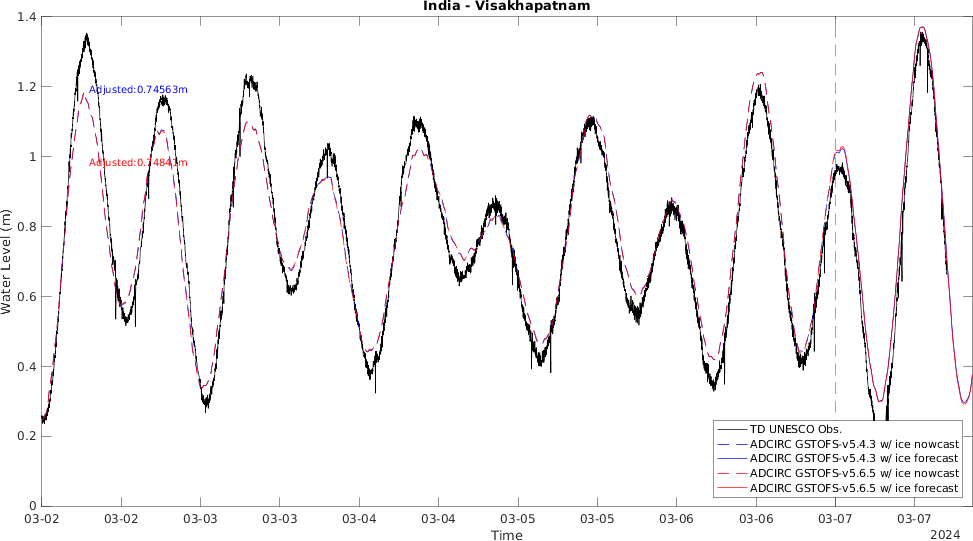 India - Visakhapatnam
1.4
1.2
1
0.8
0.6
0.4
0.2
0
Water Level (m)
Adjusted:0.74563m
Adjusted:0.74841m
TD UNESCO Obs.
ADCIRC GSTOFS-v5.4.3 w/ ice nowcast
ADCIRC GSTOFS-v5.4.3 w/ ice forecast
ADCIRC GSTOFS-v5.6.5 w/ ice nowcast
ADCIRC GSTOFS-v5.6.5 w/ ice forecast
03-02 03-02 03-03 03-03 03-04 03-04 03-05 03-05 03-06 03-06 03-07 03-07
Time
2024